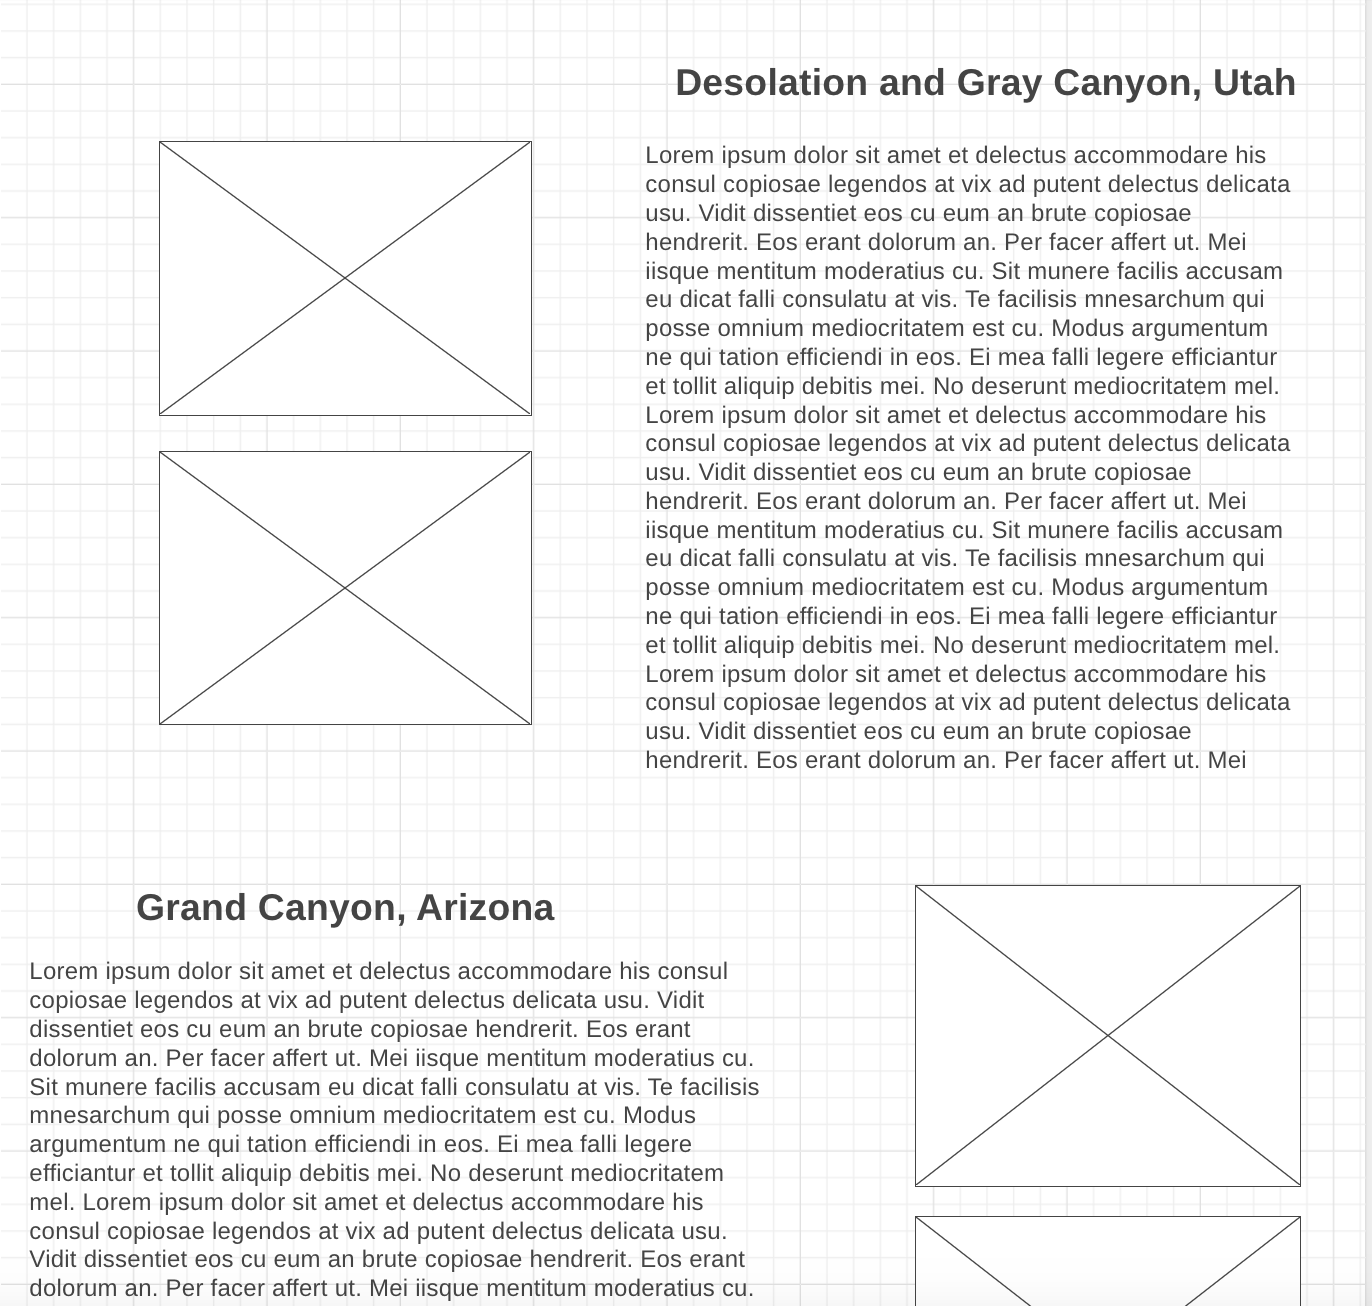 Desolation and Gray Canyon, Utah
Lorem ipsum dolor sit amet et delectus accommodare his
consul copiosae legendos at vix ad putent delectus delicata
usu. Vidit dissentiet eos cu eum an brute copiosae
hendrerit. Eos erant dolorum an. Per facer affert ut. Mei
iisque mentitum moderatius cu. Sit munere facilis accusam
eu dicat falli consulatu at vis. Te facilisis mnesarchum qui
posse omnium mediocritatem est cu. Modus argumentum
ne qui tation efficiendi in eos. Ei mea falli legere efficiantur
et tollit aliquip debitis mei. No deserunt mediocritatem mel.
Lorem ipsum dolor sit amet et delectus accommodare his
consul copiosae legendos at vix ad putent delectus delicata
usu. Vidit dissentiet eos cu eum an brute copiosae
hendrerit. Eos erant dolorum an. Per facer affert ut. Mei
iisque mentitum moderatius cu. Sit munere facilis accusam
eu dicat falli consulatu at vis. Te facilisis mnesarchum qui
posse omnium mediocritatem est cu. Modus argumentum
ne qui tation efficiendi in eos. Ei mea falli legere efficiantur
et tollit aliquip debitis mei. No deserunt mediocritatem mel.
Lorem ipsum dolor sit amet et delectus accommodare his
consul copiosae legendos at vix ad putent delectus delicata
usu. Vidit dissentiet eos cu eum an brute copiosae
hendrerit. Eos erant dolorum an. Per facer affert ut. Mei
Grand Canyon, Arizona
Lorem ipsum dolor sit amet et delectus accommodare his consul
copiosae legendos at vix ad putent delectus delicata usu. Vidit
dissentiet eos cu eum an brute copiosae hendrerit. Eos erant
dolorum an. Per facer affert ut. Mei iisque mentitum moderatius cu.
Sit munere facilis accusam eu dicat falli consulatu at vis. Te facilisis
mnesarchum qui posse omnium mediocritatem est cu. Modus
argumentum ne qui tation efficiendi in eos. Ei mea falli legere
efficiantur et tollit aliquip debitis mei. No deserunt mediocritatem
mel. Lorem ipsum dolor sit amet et delectus accommodare his
consul copiosae legendos at vix ad putent delectus delicata usu.
Vidit dissentiet eos cu eum an brute copiosae hendrerit. Eos erant
dolorum an. Per facer affert ut. Mei iisque mentitum moderatius cu.